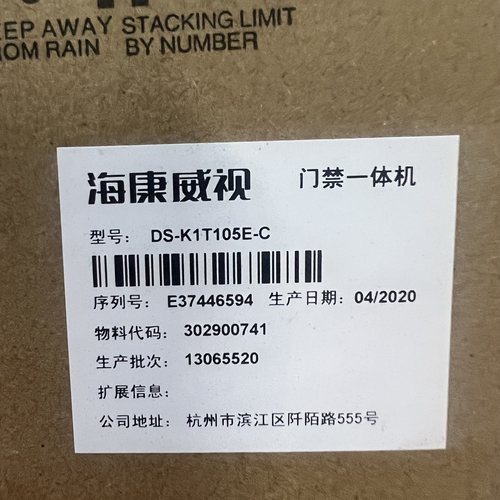 EEP AWAY STACKING LIMIT
ROM RAIN BY NUMBER
海康威视 门禁一体机
型号： DS-K1T105E-C
序列号： E37446594 生产日期： 04/2020
物料代码： 302900741
生产批次： 13065520
扩展信息：
公司地址： 杭州市滨江区阡陌路555号